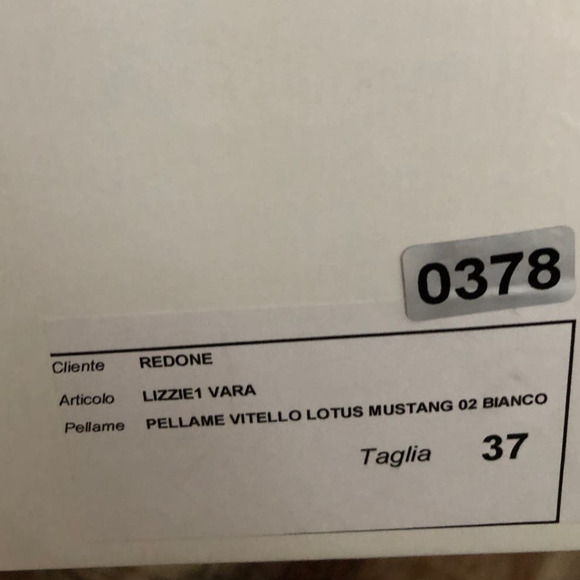 0378
Cliente REDONE
Articolo LIZZIE1 VARA
Pellame PELLAME VITELLO LOTUS MUSTANG 02 BIANCO
Taglia 37